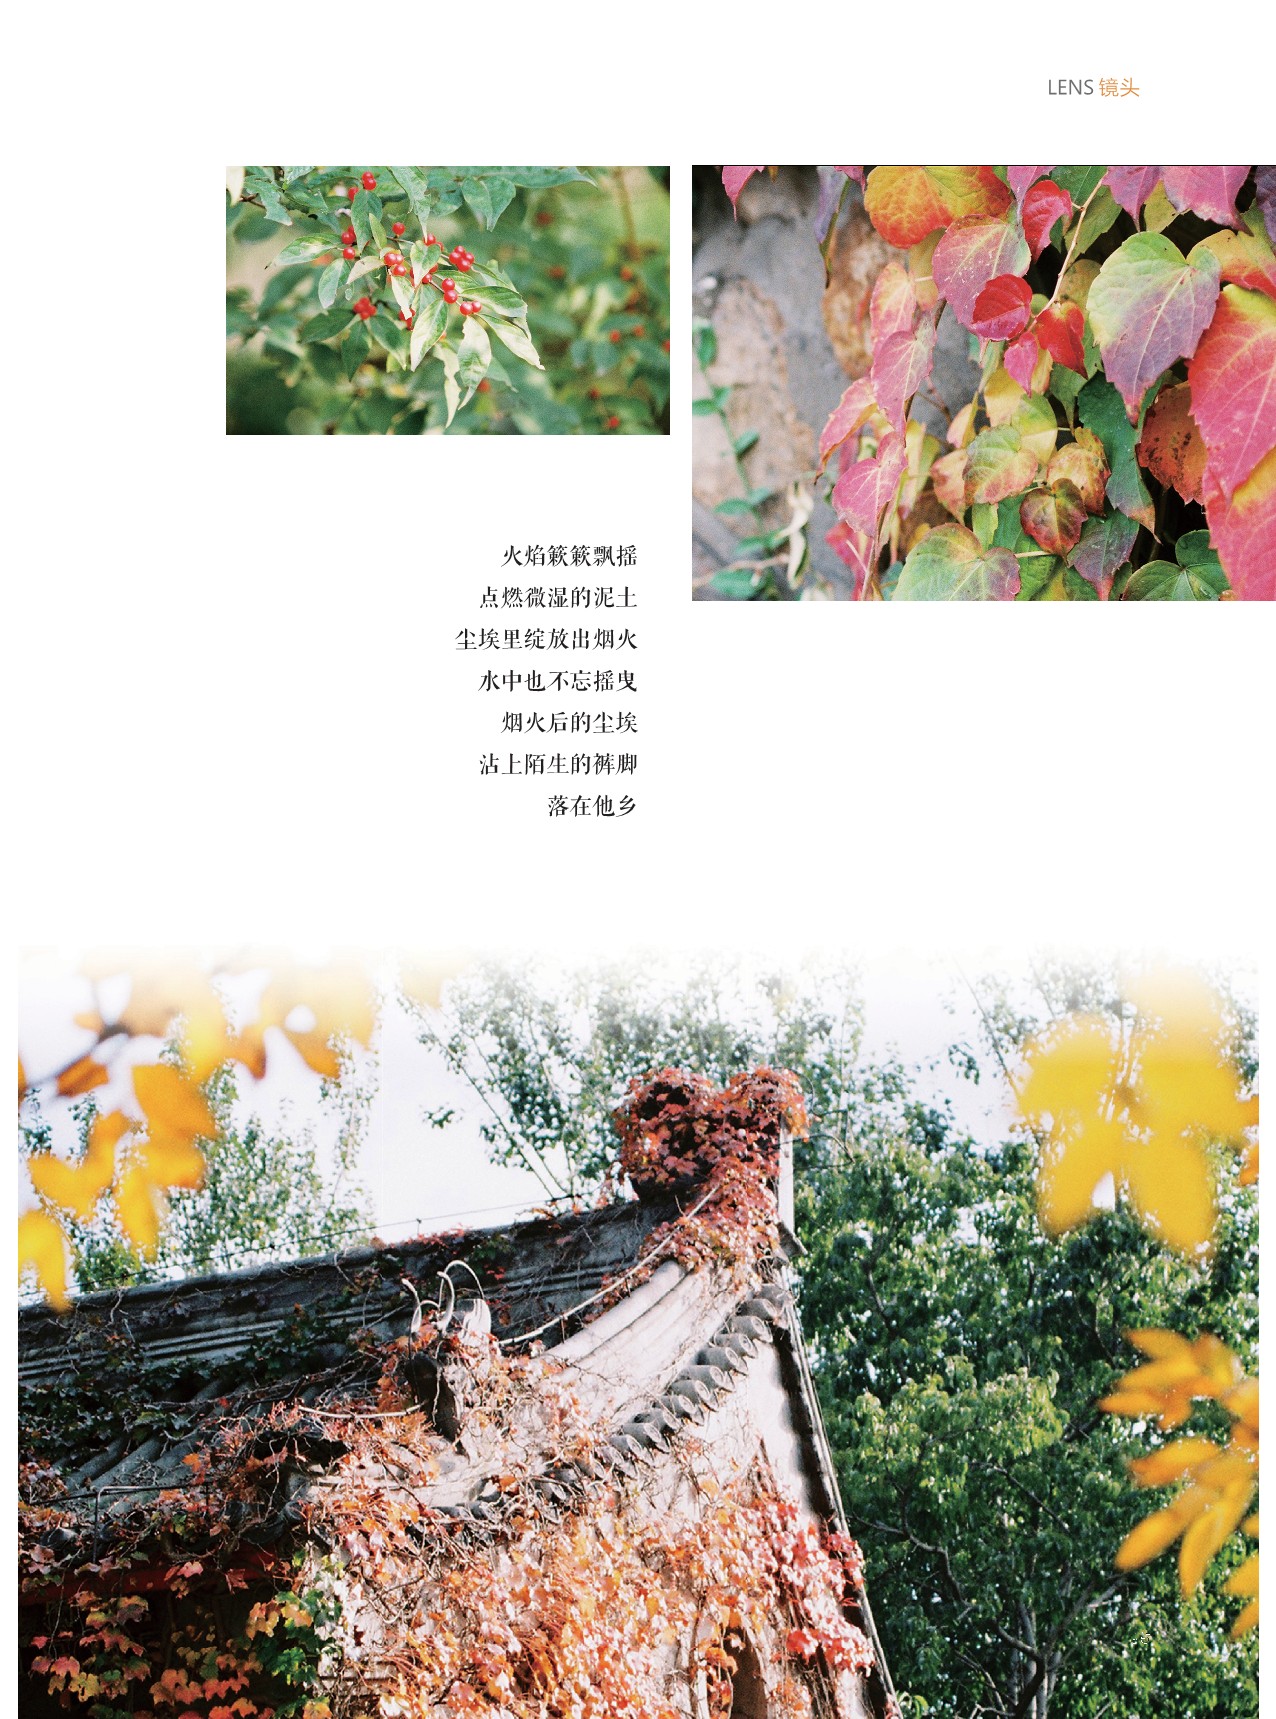 LENS 镜头
火焰簌簌飘摇
点燃微湿的泥土
尘埃里绽放出烟火
水中也不忘摇曳
烟火后的尘埃
沾上陌生的裤脚
落在他乡